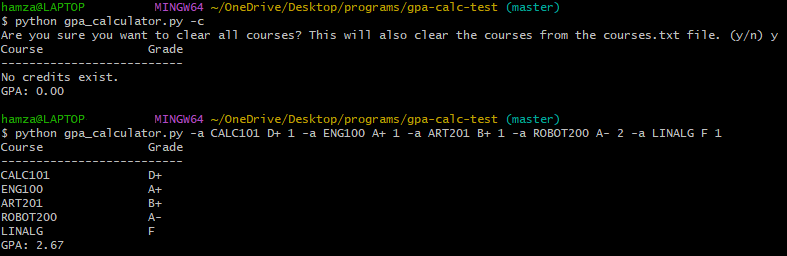 hamza@LAPTOP MINGW64 ~/OneDrive/Desktop/programs/gpa-calc-test (master)
$ python gpa_calculator.py -c
Are you sure you want to clear all courses? This will also clear the courses from the courses.txt file. (y/n) y
Course Grade
--------------------------
No credits exist.
GPA: 0.00
hamza@LAPTOP MINGW64 ~/OneDrive/Desktop/programs/gpa-calc-test (master)
$ python gpa_calculator.py -a CALC101 D+ 1 -a ENG100 A+ 1 -a ART201 B+ 1 -a ROBOT200 A- 2 -a LINALG F 1
Course Grade
--------------------------
CALC101 D+
ENG100 A+
ART201 B+
ROBOT200 A-
LINALG F
GPA: 2.67